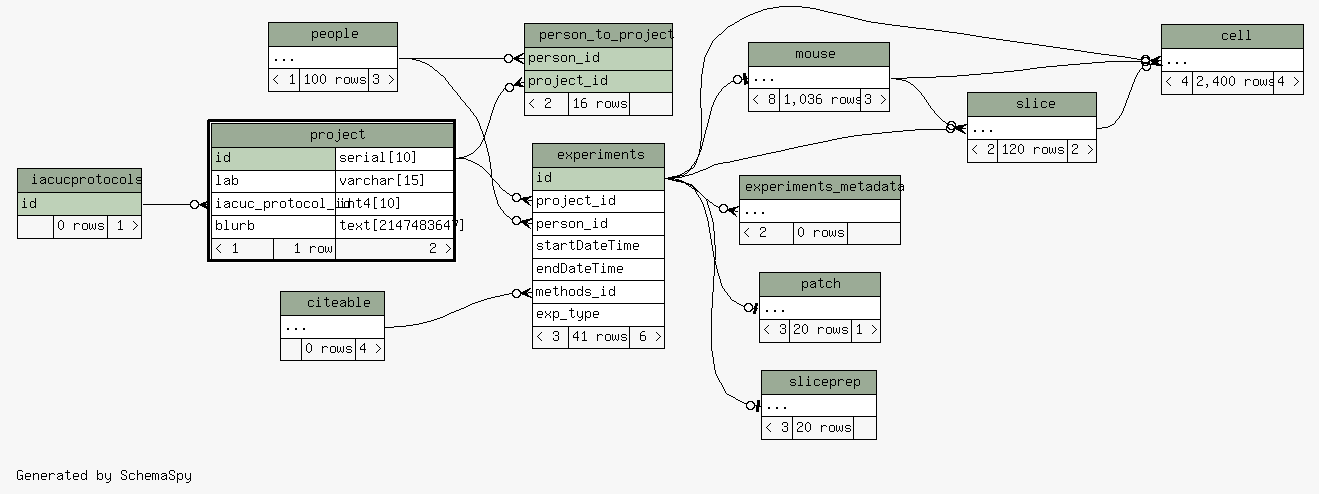 people
...
< 1 100 rows 3 >
person_to_project
person_id
project_id
< 2 16 rows
project
id serial[10]
lab varchar[15]
iacuc_protocol_id int4[10]
blurb text[2147483647]
< 1 1 row 2 >
iacucprotocols
id
0 rows 1 >
citeable
...
0 rows 4 >
experiments
id
project_id
person_id
startDateTime
endDateTime
methods_id
exp_type
< 3 41 rows 6 >
mouse
...
< 8 1,036 rows 3 >
experiments_metadata
...
< 2 0 rows
patch
...
< 3 20 rows 1 >
sliceprep
...
< 3 20 rows
slice
...
< 2 120 rows 2 >
cell
...
< 4 2,400 rows 4 >
Generated by SchemaSpy